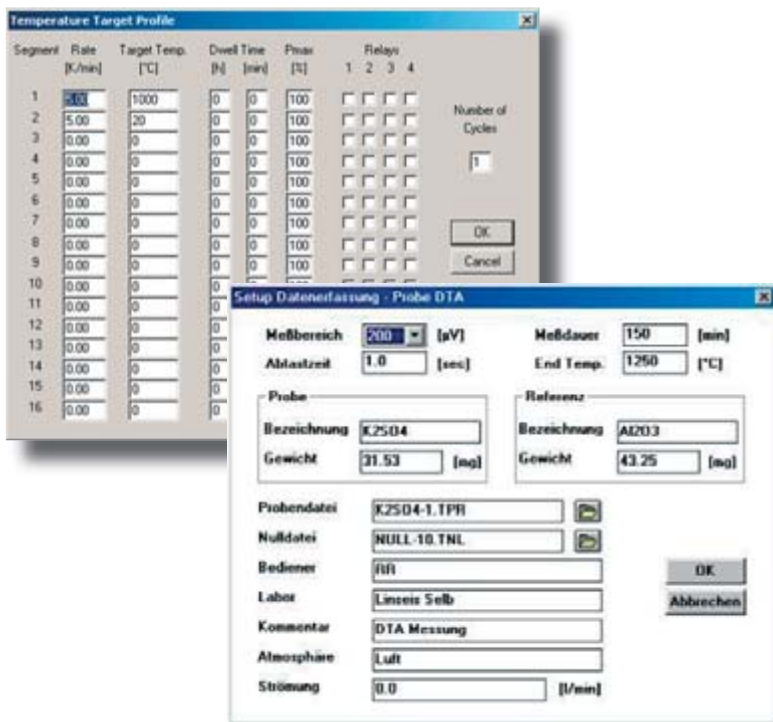 Temperature Target Profile
Segment Rate Target Temp. Dwell Time Pmax Relays
[K/min] [°C] [h] [min] [%] 1 2 3 4
1 5.00 1000 0 0 100
2 5.00 20 0 0 100
3 0.00 0 0 0 100
4 0.00 0 0 0 100
5 0.00 0 0 0 100
6 0.00 0 0 0 100
7 0.00 0 0 0 100
8 0.00 0 0 0 100
9 0.00 0 0 0 100
10 0.00 0 0
11 0.00 0 0
12 0.00 0 0
13 0.00 0 0
14 0.00 0 0
15 0.00 0 0
16 0.00 0 0
Number of
Cycles
1
OK
Cancel
Setup Datenerfassung - Probe DTA
Meßbereich 200 [µV] Meßdauer 150 [min]
Abtastzeit 1.0 [sec] End Temp. 1250 [°C]
Probe
Bezeichnung K2SO4
Gewicht 31.53 [mg]
Referenz
Bezeichnung Al2O3
Gewicht 43.25 [mg]
Probendatei K2SO4-1.TPR
Nulldatei NULL-10.TNL
Bediener RR
Labor Linseis Selb
Kommentar DTA Messung
Atmosphäre Luft
Strömung 0.0 [l/min]
OK
Abbrechen